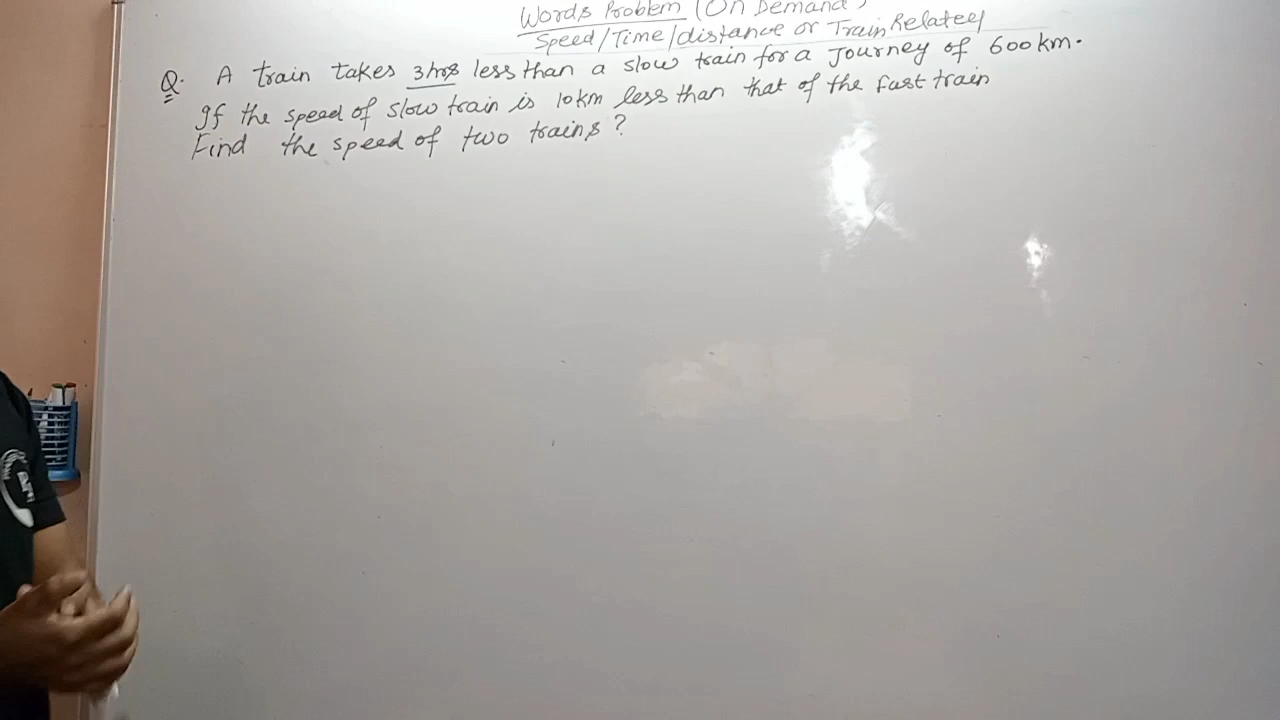 Words Problem (On Demand)
Speed/Time/distance or Train Related
Q. A train takes 3hrs less than a slow train for a Journey of 600km.
If the speed of slow train is 10km less than that of the fast train
Find the speed of two trains?